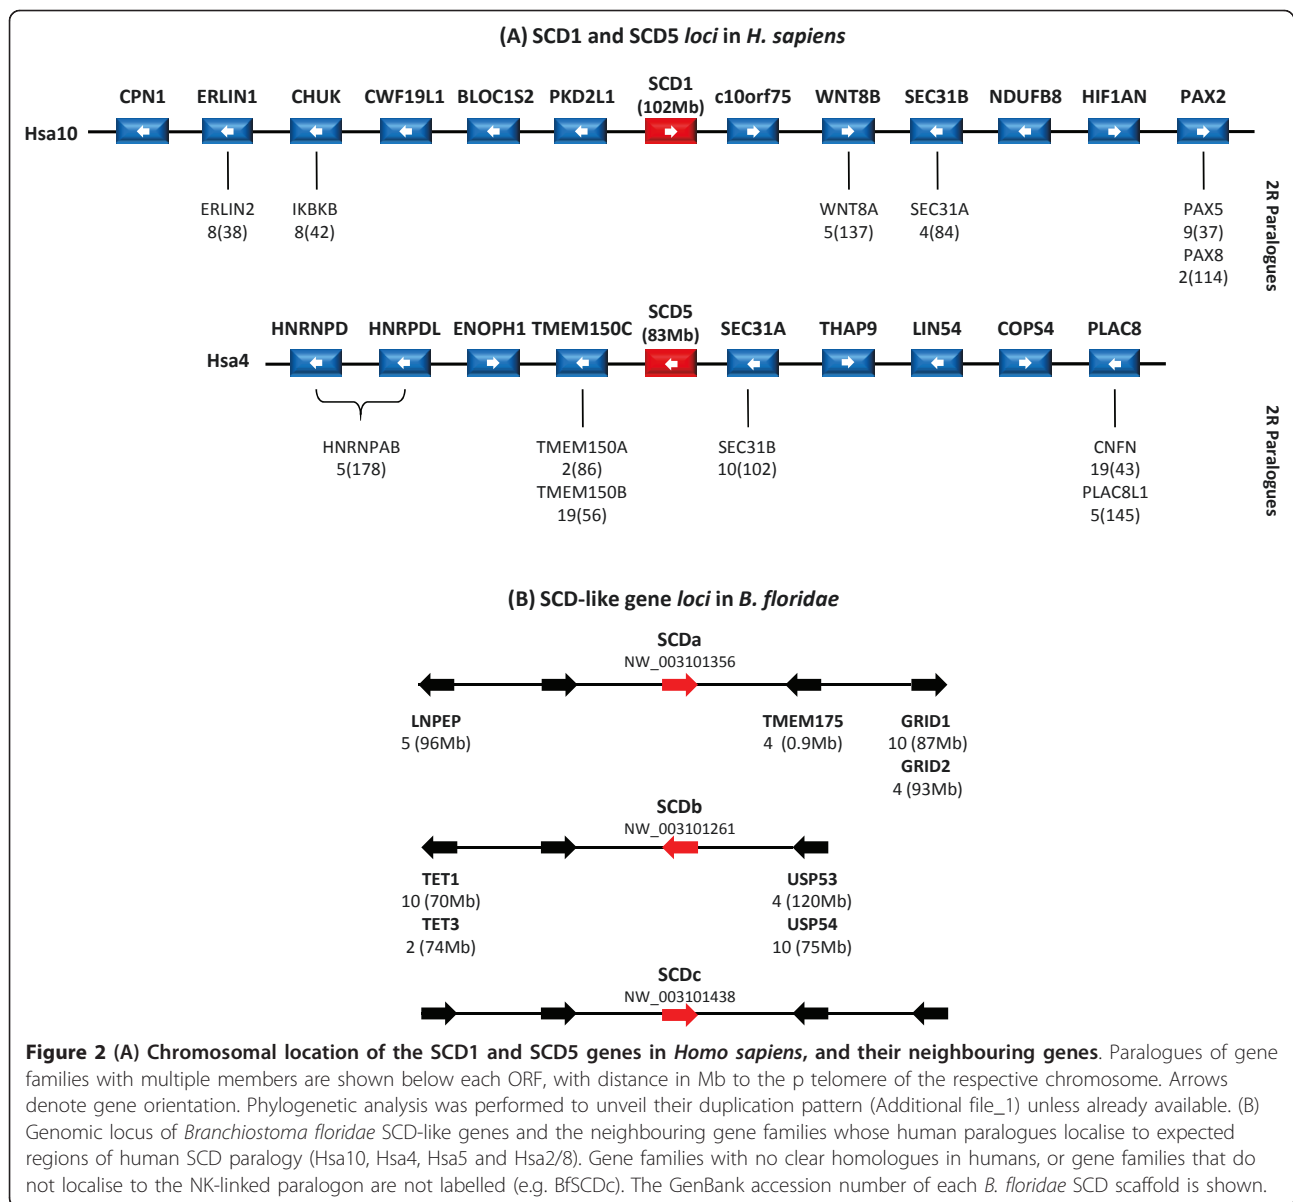 (A) SCD1 and SCD5 loci in H. sapiens
CPN1 ERLIN1 CHUK CWF19L1 BLOC1S2 PKD2L1 SCD1 (102Mb) c10orf75 WNT8B SEC31B NDUFB8 HIF1AN PAX2
Hsa10
ERLIN2 IKBKB WNT8A SEC31A PAX5
8(38) 8(42) 5(137) 4(84) 9(37)
PAX8
2(114)
2R Paralogues
HNRNPD HNRPDL ENOPH1 TMEM150C SCD5 (83Mb) SEC31A THAP9 LIN54 COPS4 PLAC8
Hsa4
HNRNPAB TMEM150A SEC31B CNFN
5(178) 2(86) 10(102) 19(43)
TMEM150B PLAC8L1
19(56) 5(145)
2R Paralogues
(B) SCD-like gene loci in B. floridae
SCDa
NW_003101356
LNPEP TMEM175 GRID1
5 (96Mb) 4 (0.9Mb) 10 (87Mb)
GRID2
4 (93Mb)
SCDb
NW_003101261
TET1 USP53
10 (70Mb) 4 (120Mb)
TET3 USP54
2 (74Mb) 10 (75Mb)
SCDc
NW_003101438
Figure 2 (A) Chromosomal location of the SCD1 and SCD5 genes in Homo sapiens, and their neighbouring genes. Paralogues of gene
families with multiple members are shown below each ORF, with distance in Mb to the p telomere of the respective chromosome. Arrows
denote gene orientation. Phylogenetic analysis was performed to unveil their duplication pattern (Additional file_1) unless already available. (B)
Genomic locus of Branchiostoma floridae SCD-like genes and the neighbouring gene families whose human paralogues localise to expected
regions of human SCD paralogy (Hsa10, Hsa4, Hsa5 and Hsa2/8). Gene families with no clear homologues in humans, or gene families that do
not localise to the NK-linked paralogon are not labelled (e.g. BfSCDc). The GenBank accession number of each B. floridae SCD scaffold is shown.